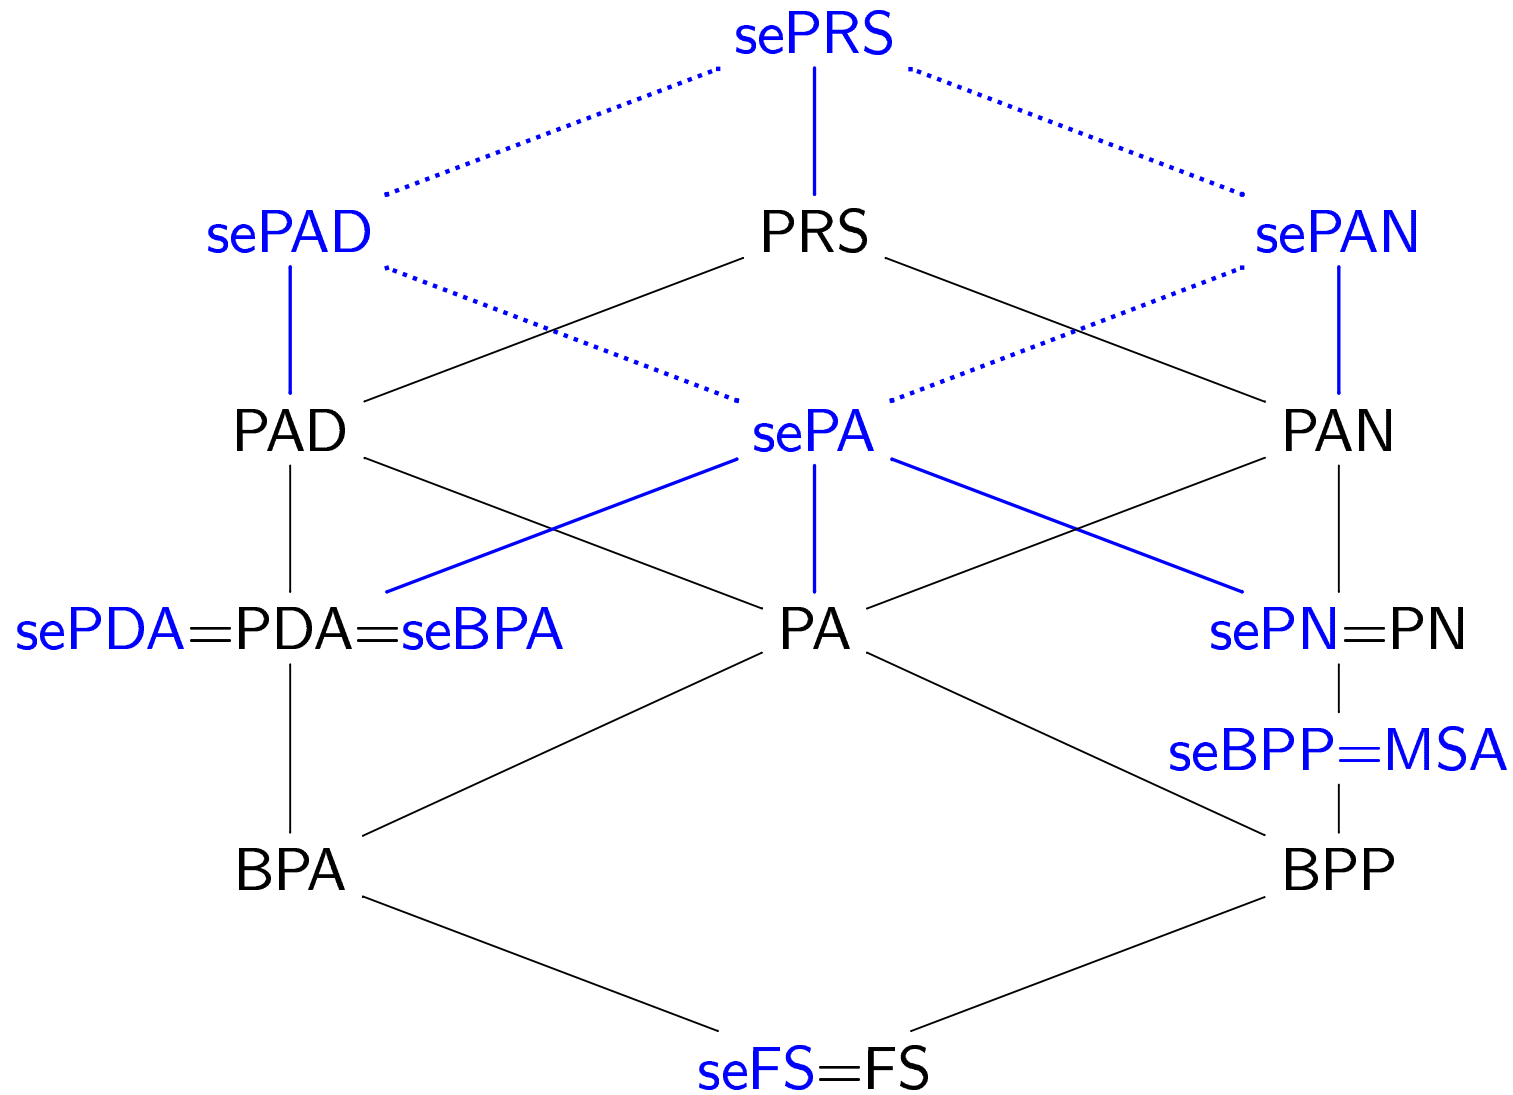 sePRS
sePAD PRS sePAN
PAD sePA PAN
sePDA=PDA=seBPA PA sePN=PN
seBPP=MSA
BPA BPP
seFS=FS